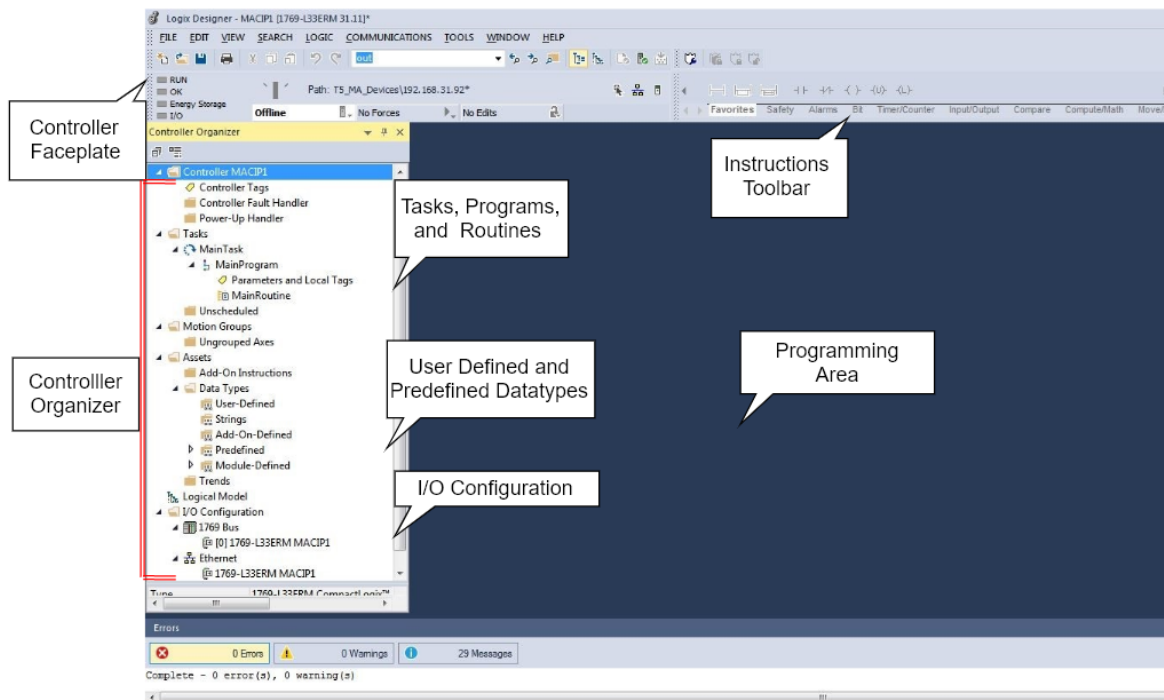 Logix Designer - MACIP1 [1769-L33ERM 31.11]*
FILE EDIT VIEW SEARCH LOGIC COMMUNICATIONS TOOLS WINDOW HELP
out
RUN
OK
Energy Storage
I/O
Path: T5_MA_Devices\192.168.31.92*
Offline
No Forces
No Edits
Favorites Safety Alarms Bit Timer/Counter Input/Output Compare Compute/Math Move/
Controller
Faceplate
Instructions
Toolbar
Controller Organizer
Controller MACIP1
Controller Tags
Controller Fault Handler
Power-Up Handler
Tasks
MainTask
MainProgram
Parameters and Local Tags
MainRoutine
Unscheduled
Motion Groups
Ungrouped Axes
Assets
Add-On Instructions
Data Types
User-Defined
Strings
Add-On-Defined
Predefined
Module-Defined
Trends
Logical Model
I/O Configuration
1769 Bus
[0] 1769-L33ERM MACIP1
Ethernet
1769-L33ERM MACIP1
Type 1769-L33ERM CompactLogix™
Tasks, Programs,
and Routines
User Defined and
Predefined Datatypes
I/O Configuration
Programming
Area
Controlller
Organizer
Errors
0 Errors
0 Warnings
29 Messages
Complete - 0 error(s), 0 warning(s)